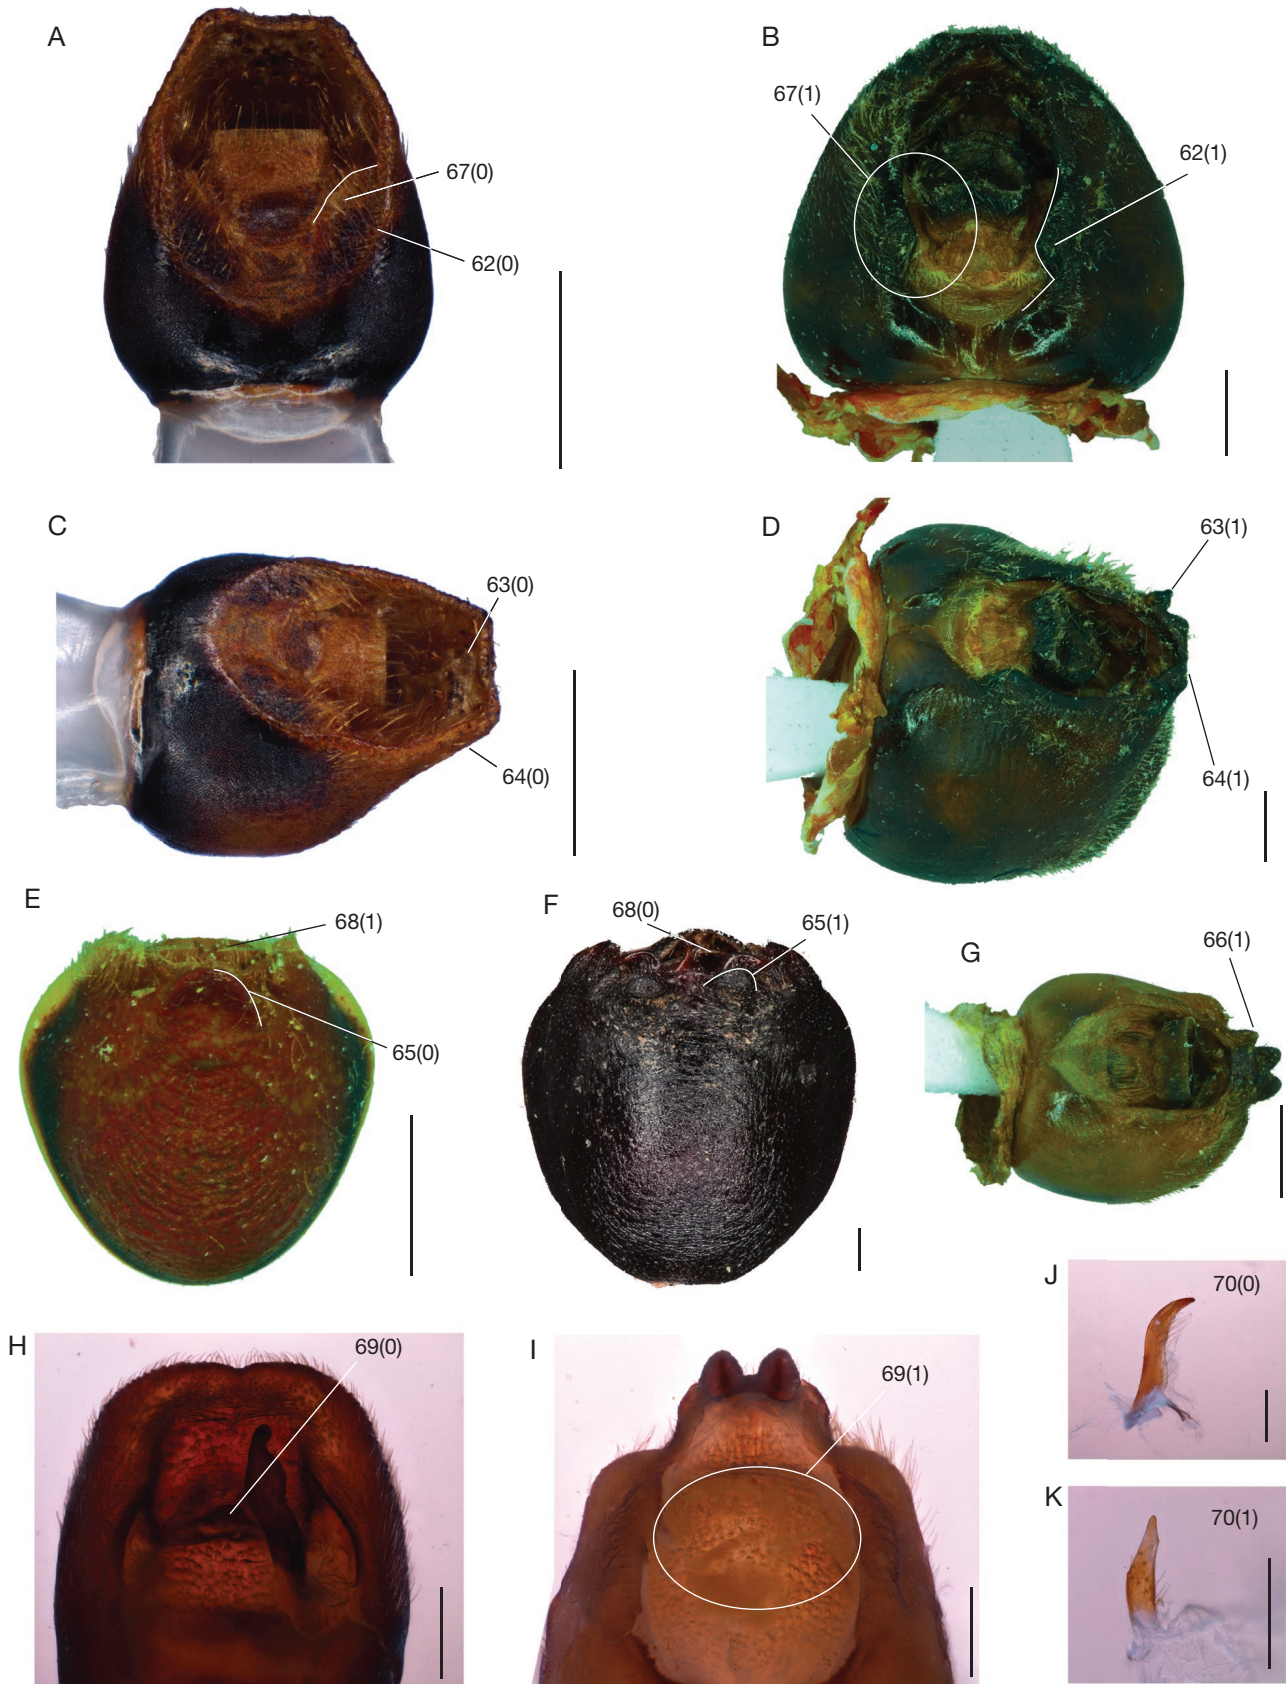 A
B
67(1)
62(1)
67(0)
62(0)
C
D
63(1)
63(0)
64(0)
64(1)
E
68(1)
65(0)
F
68(0)
65(1)
G
66(1)
H
69(0)
I
69(1)
J
70(0)
K
70(1)